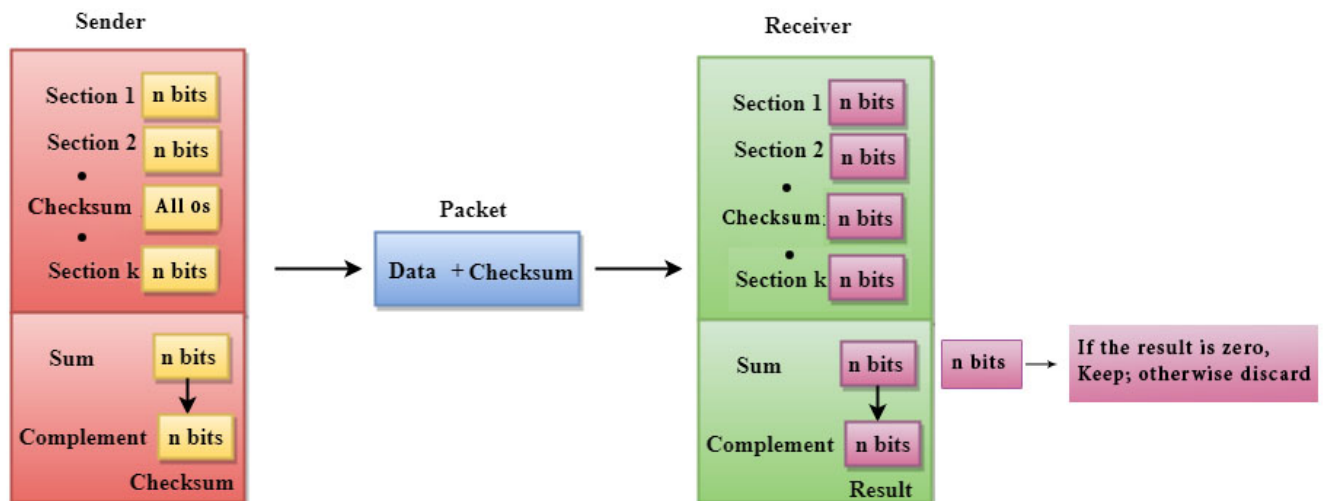 Sender
Section 1 n bits
Section 2 n bits
Checksum All 0s
Section k n bits
Sum n bits
Complement n bits
Checksum
Packet
Data + Checksum
Receiver
Section 1 n bits
Section 2 n bits
Checksum: n bits
Section k n bits
Sum n bits
Complement n bits
Result
n bits
If the result is zero,
Keep; otherwise discard